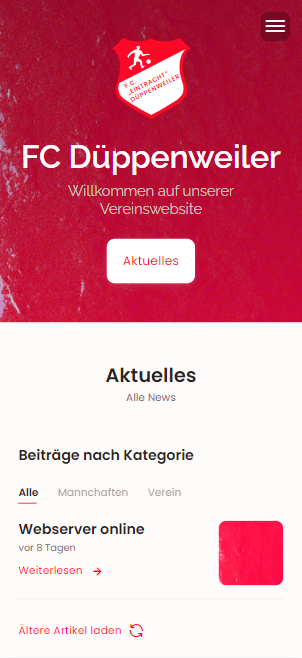 F.C.
„EINTRACHT“
DÜPPENWEILER
FC Düppenweiler
Willkommen auf unserer
Vereinswebsite
Aktuelles
Aktuelles
Alle News
Beiträge nach Kategorie
Alle Mannchaften Verein
Webserver online
vor 8 Tagen
Weiterlesen
Ältere Artikel laden